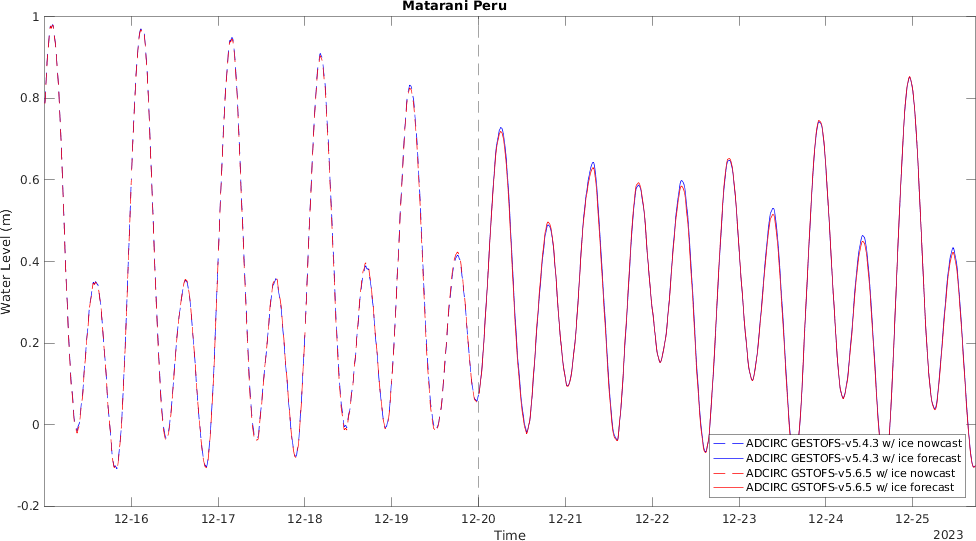 Matarani Peru
Water Level (m)
1
0.8
0.6
0.4
0.2
0
-0.2
12-16 12-17 12-18 12-19 12-20 12-21 12-22 12-23 12-24 12-25
Time
2023
ADCIRC GESTOFS-v5.4.3 w/ ice nowcast
ADCIRC GESTOFS-v5.4.3 w/ ice forecast
ADCIRC GSTOFS-v5.6.5 w/ ice nowcast
ADCIRC GSTOFS-v5.6.5 w/ ice forecast